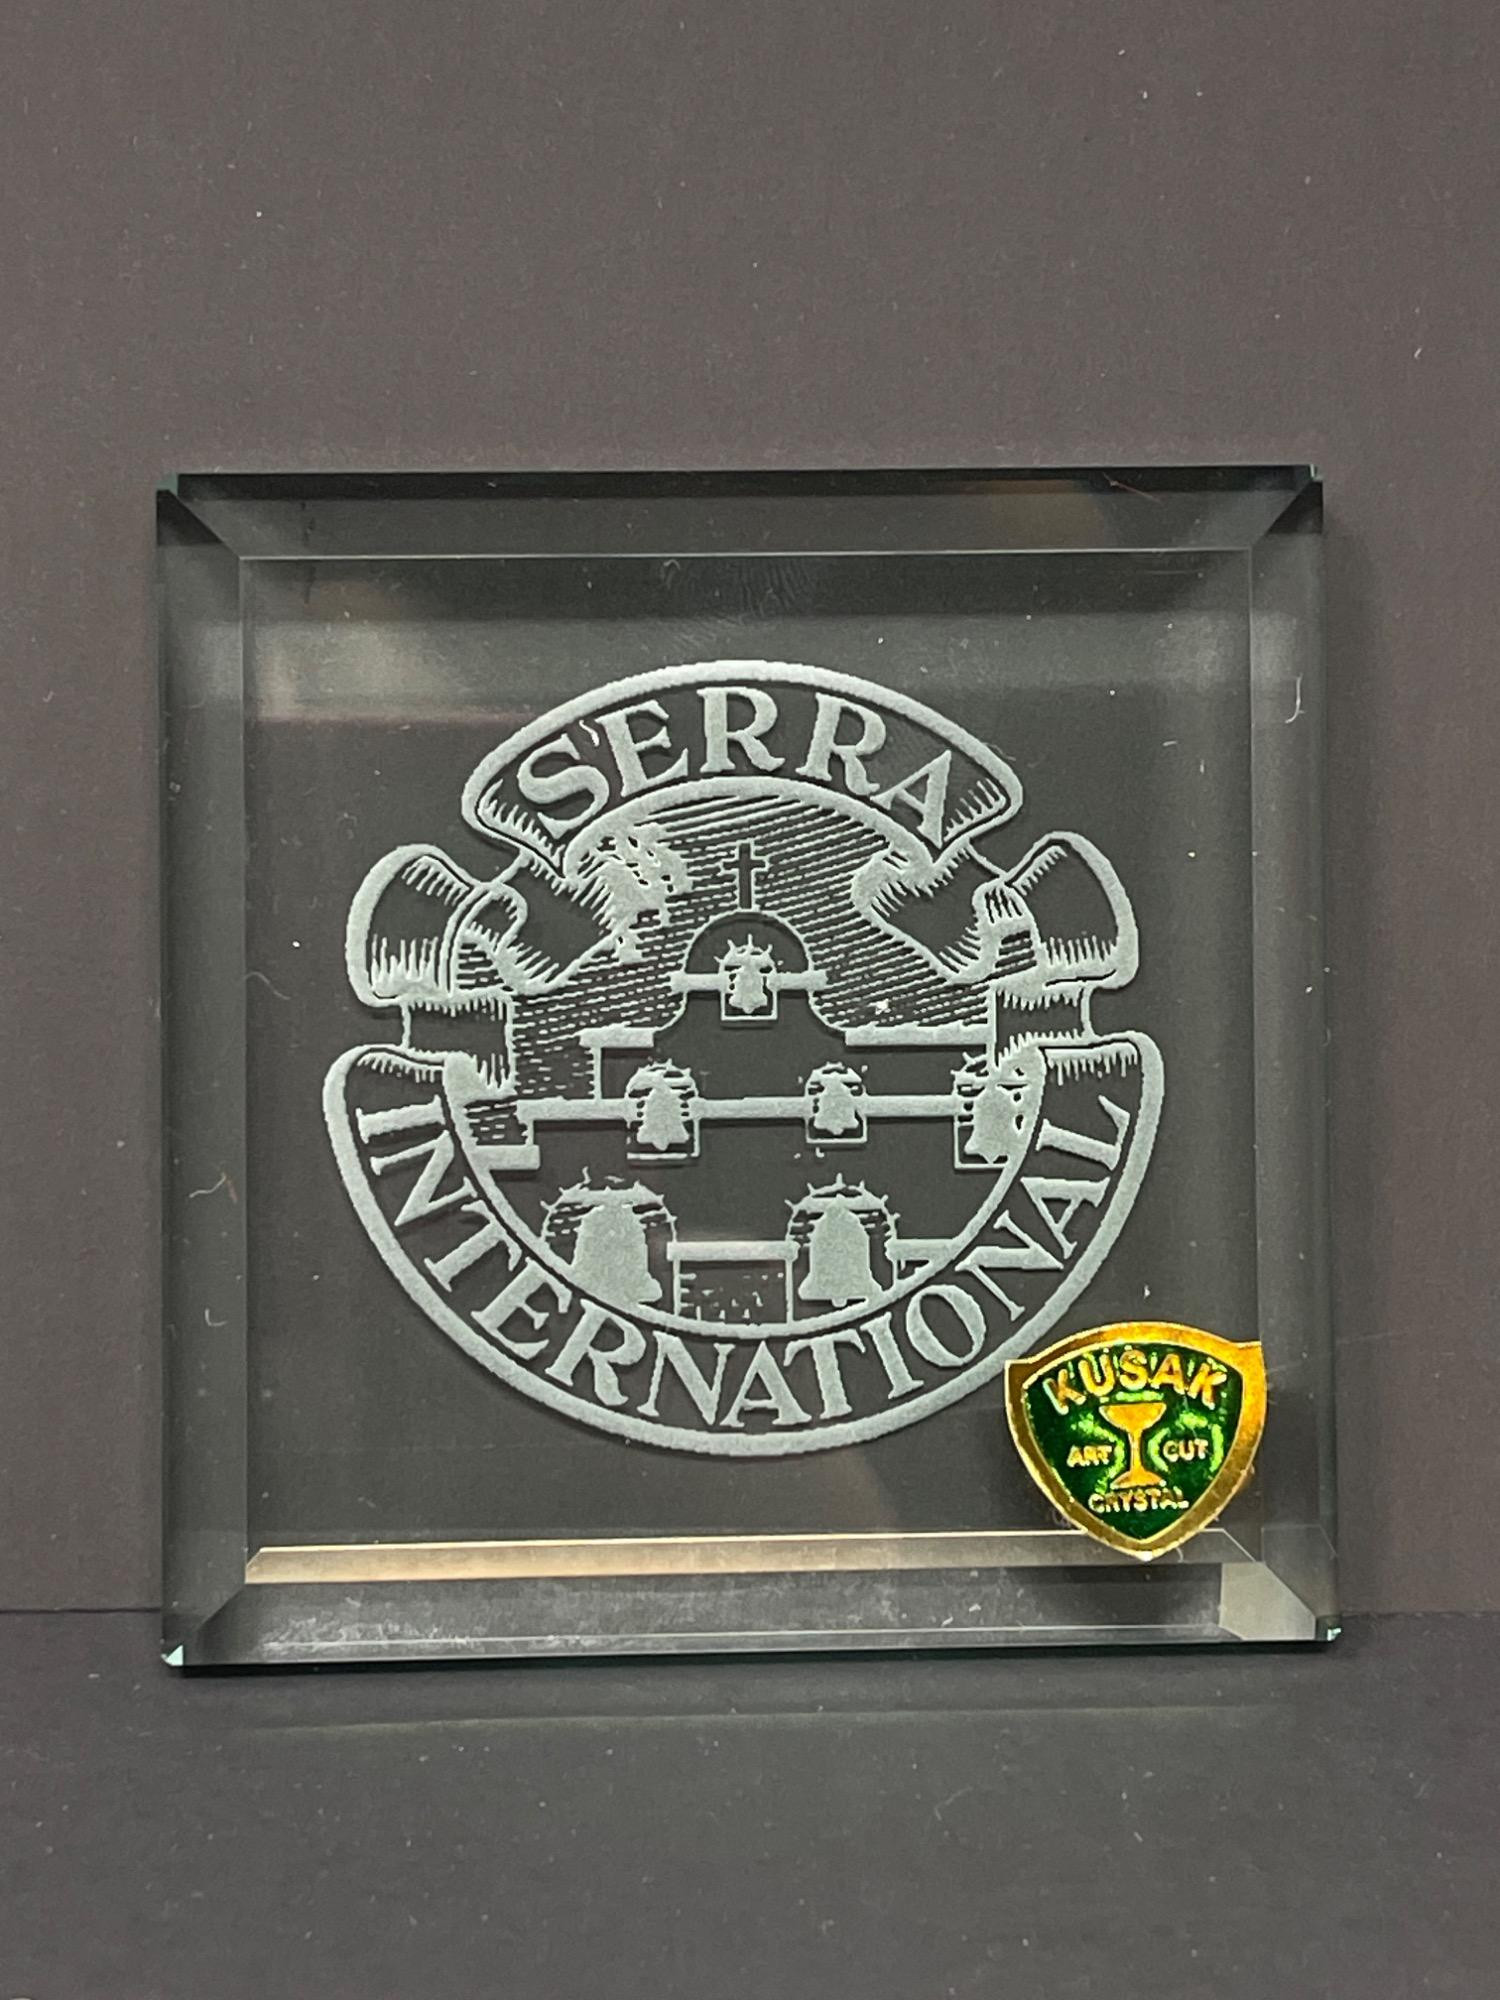 SERRA
INTERNATIONAL
KUSAK
ART CUT
CRYSTAL